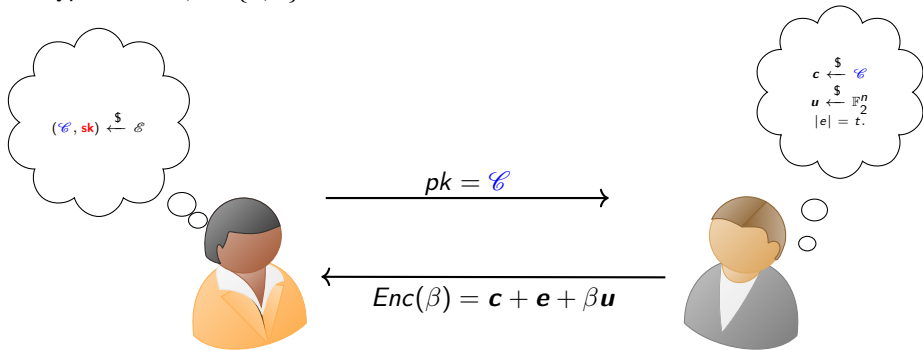 (𝒞, sk) $← ℰ
c $← 𝒞
u $← 𝔽₂ⁿ
|e| = t.
pk = 𝒞
Enc(β) = c + e + βu